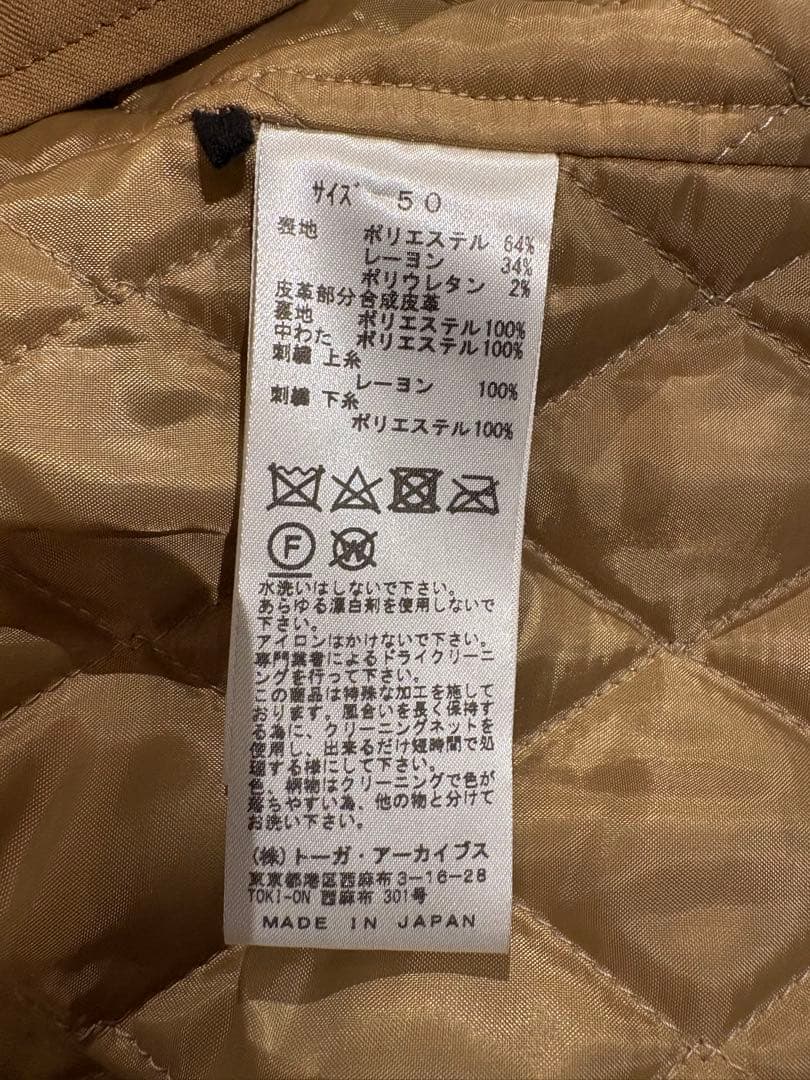 サイズ 50
表地 ポリエステル 64%
レーヨン 34%
ポリウレタン 2%
皮革部分合成皮革
裏地 ポリエステル100%
中わた ポリエステル100%
刺繍 上糸
レーヨン 100%
刺繍 下糸
ポリエステル100%
F W
水洗いはしないで下さい。
あらゆる漂白剤を使用しないで
下さい。
アイロンはかけないで下さい。
専門業者によるドライクリーニ
ングを行って下さい。
この商品は特殊な加工を施して
おります。風合いを長く保持す
る為に、クリーニングネットを
使用し、出来るだけ短時間で処
理する様にして下さい。
色、柄物はクリーニングで色が
落ちやすい為、他の物と分けて
お洗い下さい。
(株)トーガ・アーカイブス
東京都港区西麻布3-16-28
TOKI-ON 西麻布 301号
MADE IN JAPAN